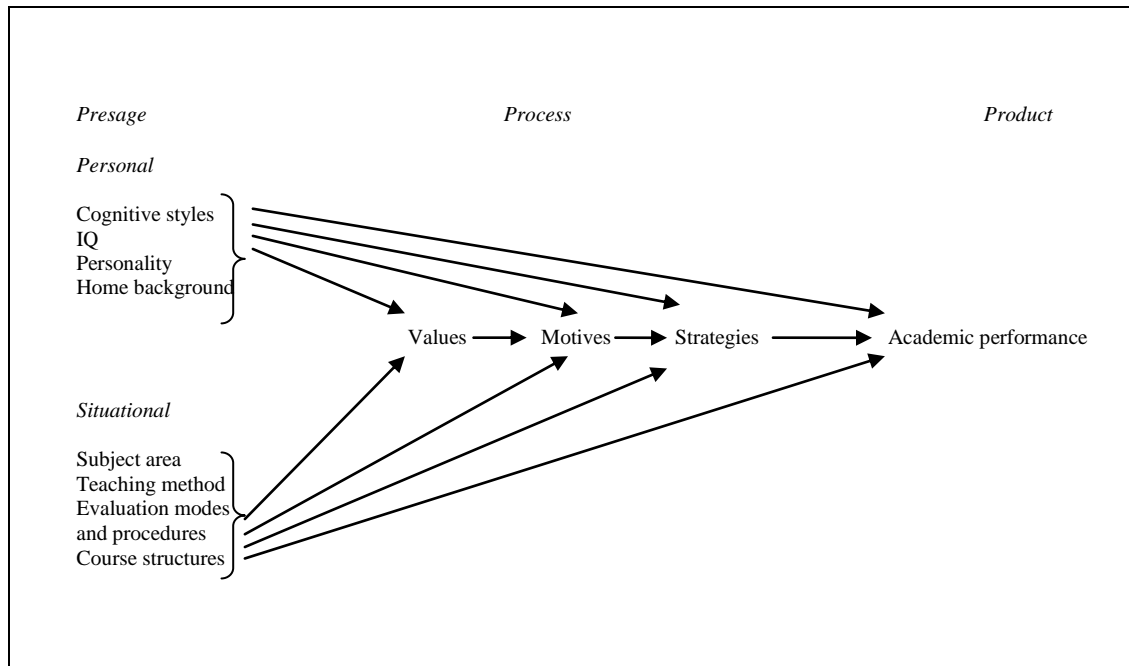 Presage Process Product
Personal
Cognitive styles
IQ
Personality
Home background
Values Motives Strategies Academic performance
Situational
Subject area
Teaching method
Evaluation modes
and procedures
Course structures